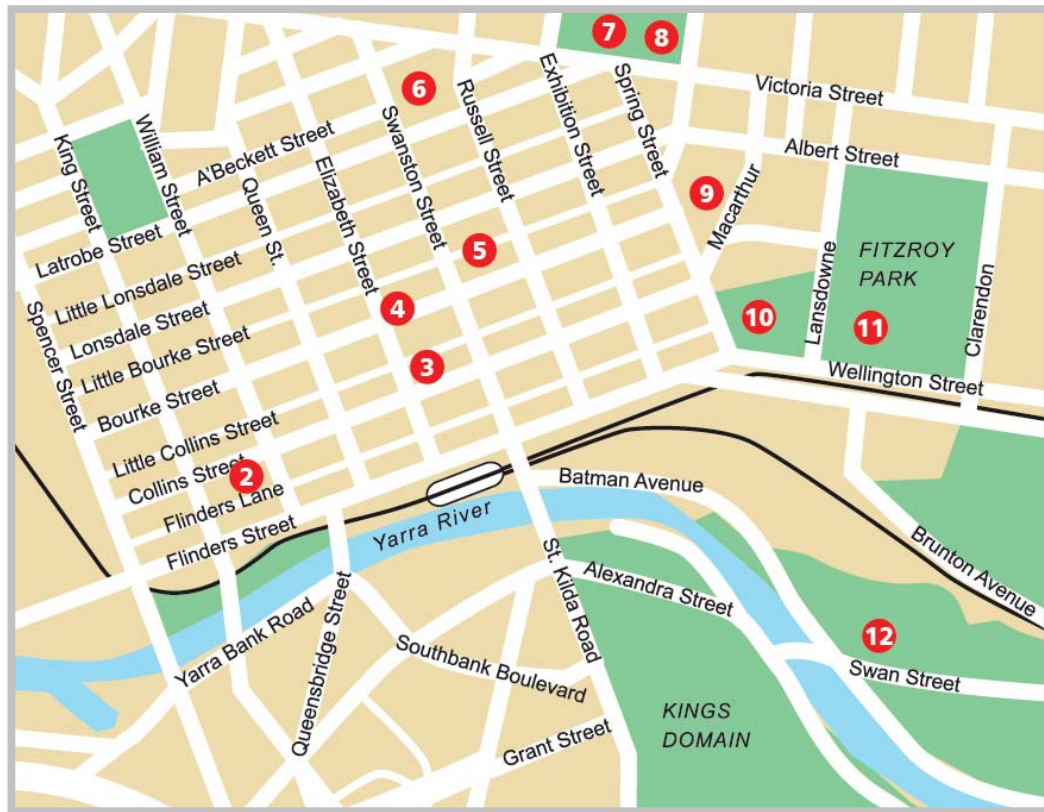 7
8
6
Victoria Street
King Street
William Street
A'Beckett Street
Queen St.
Elizabeth Street
Swanston Street
Russell Street
Exhibition Street
Spring Street
Albert Street
9
Macarthur
5
Latrobe Street
Little Lonsdale Street
Lonsdale Street
Little Bourke Street
Bourke Street
Spencer Street
4
3
10
Lansdowne
FITZROY
PARK
11
Clarendon
Wellington Street
Little Collins Street
Collins Street
2
Flinders Lane
Flinders Street
Yarra River
Batman Avenue
Brunton Avenue
St. Kilda Road
Alexandra Street
12
Swan Street
Yarra Bank Road
Queensbridge Street
Southbank Boulevard
Grant Street
KINGS
DOMAIN